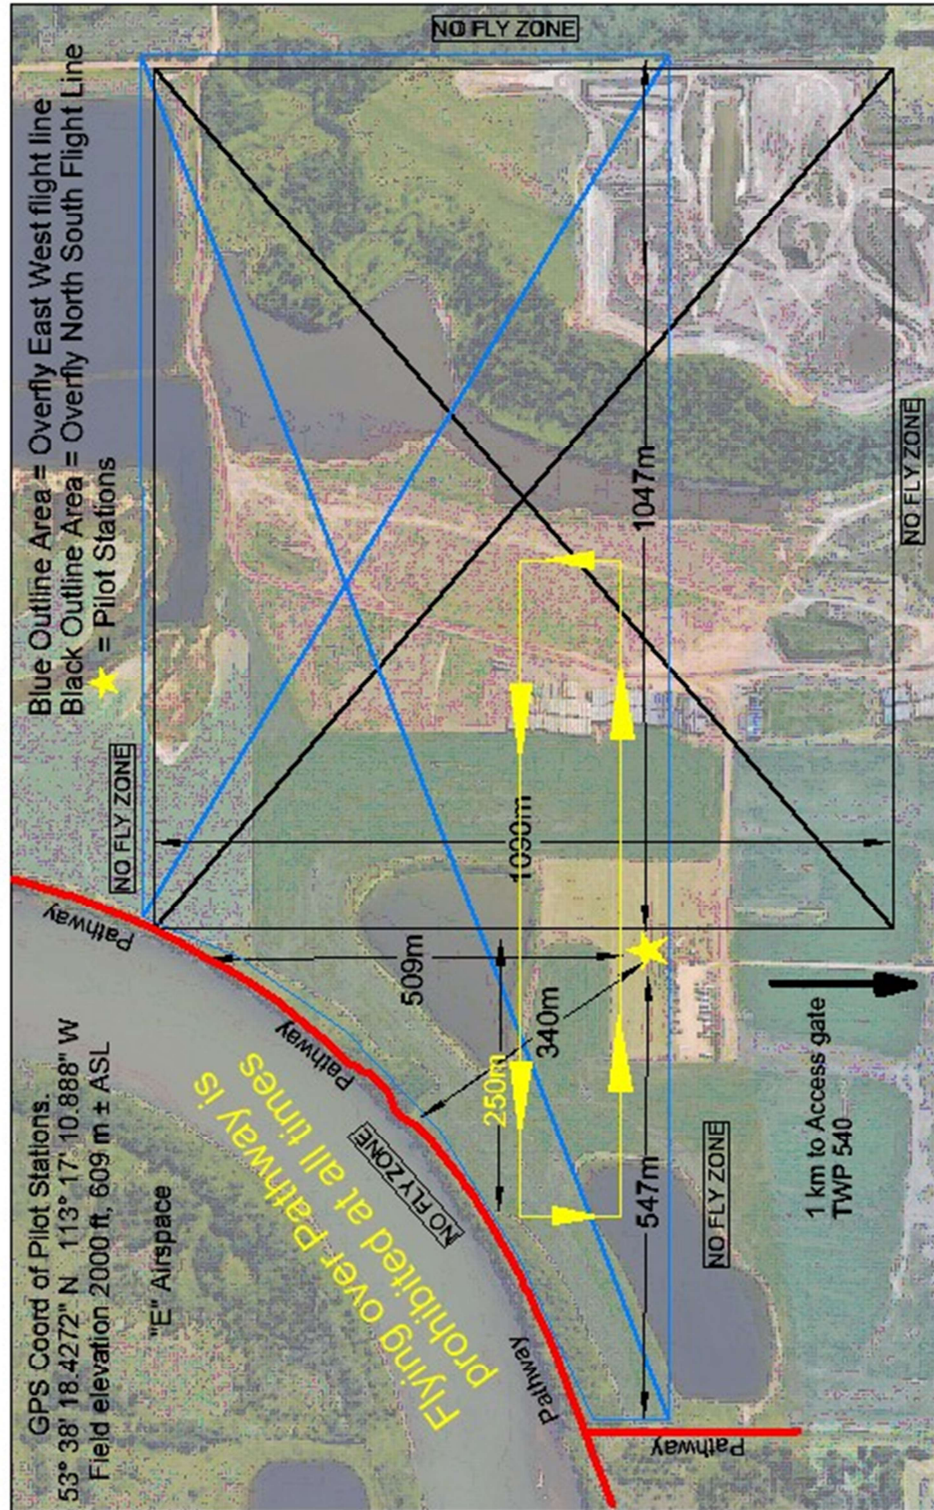 GPS Coord of Pilot Stations.
53° 38' 18.4272" N 113° 17' 10.888" W
Field elevation 2000 ft, 609 m ± ASL
"E" Airspace
Blue Outline Area = Overfly East West flight line
Black Outline Area = Overfly North South Flight Line
= Pilot Stations
NO FLY ZONE
NO FLY ZONE
Pathway
Pathway
Flying over Pathway is
prohibited at all times
NO FLY ZONE
Pathway
Pathway
509m
250m
340m
1090m
1047m
547m
NO FLY ZONE
NO FLY ZONE
1 km to Access gate
TWP 540